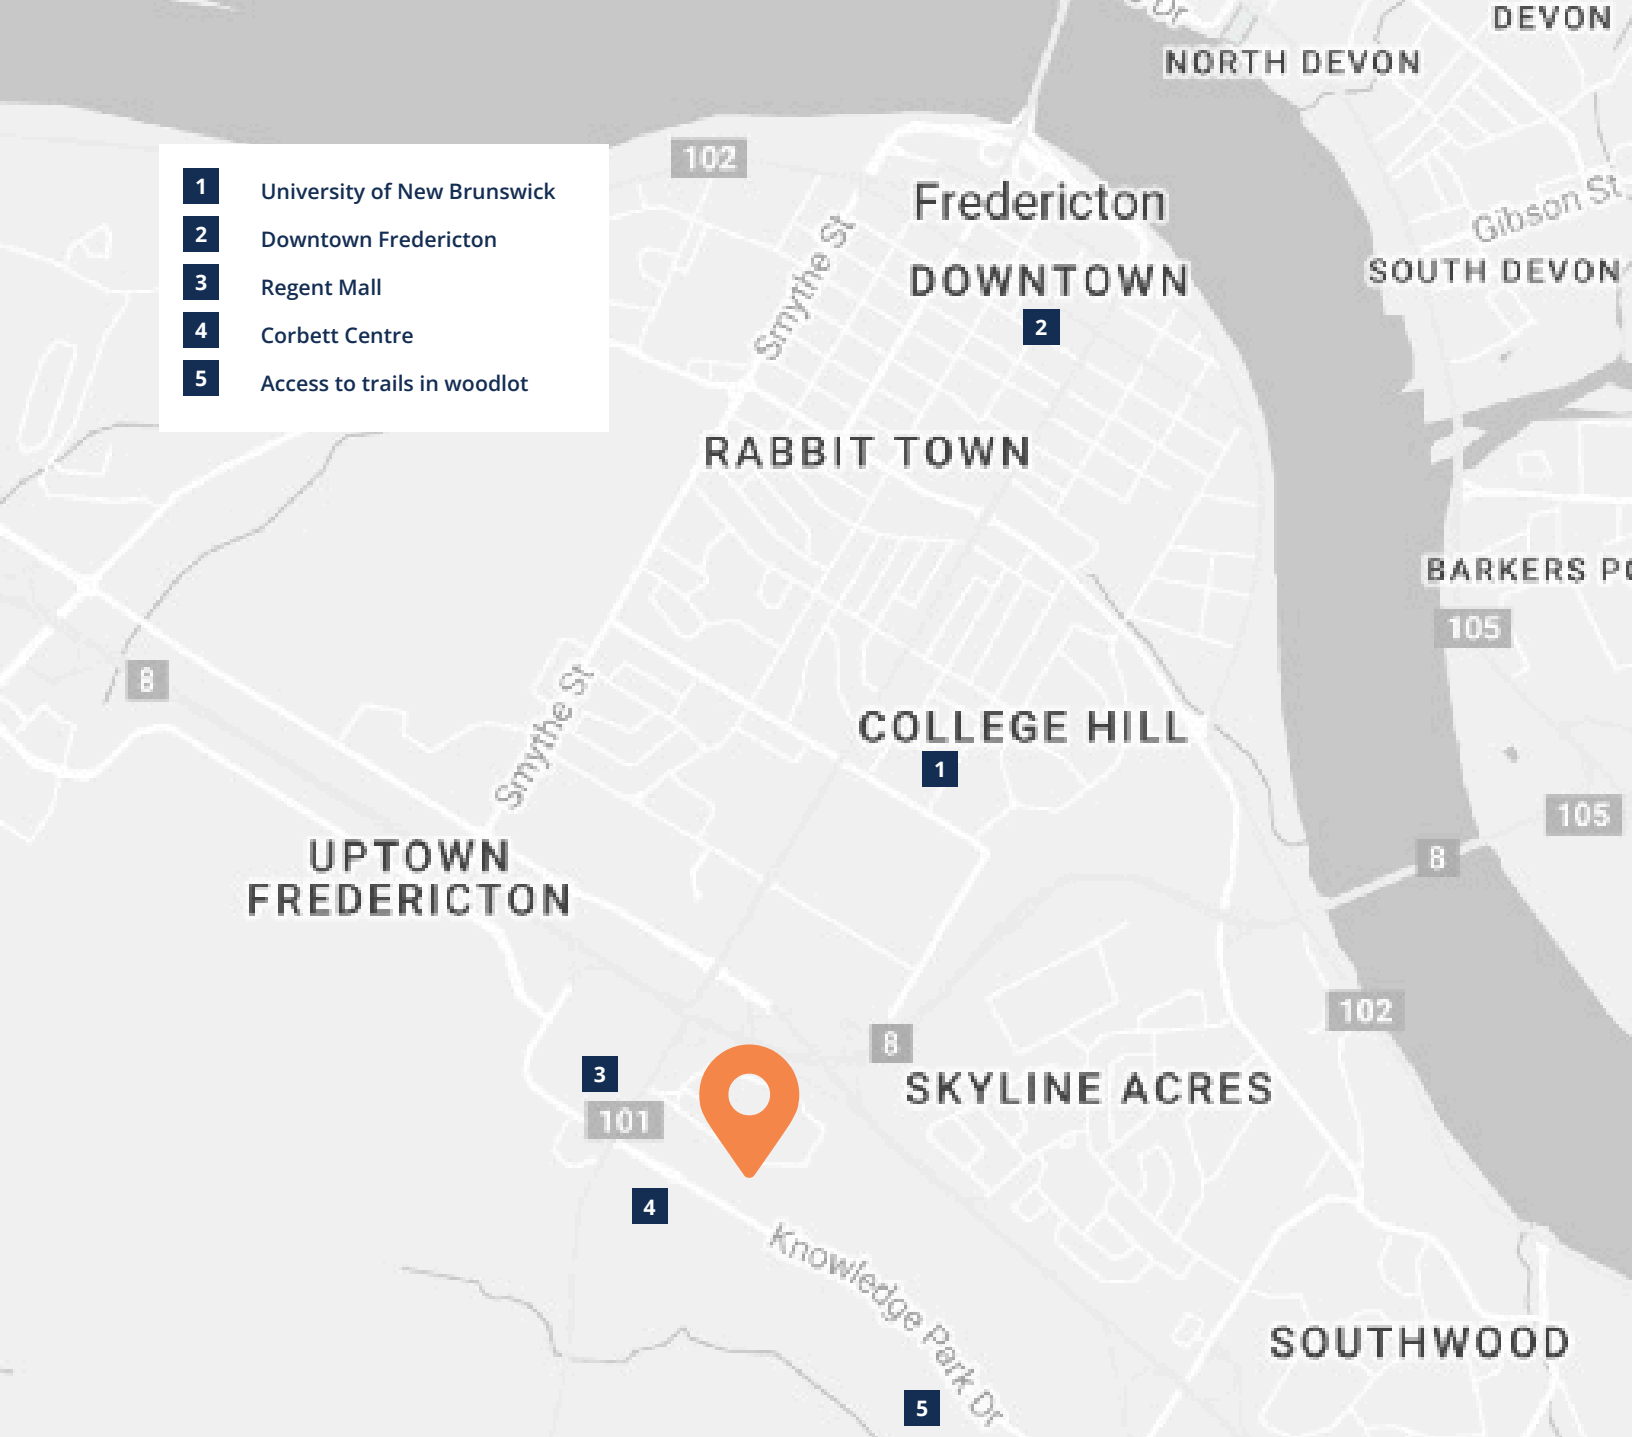 Dr
DEVON
NORTH DEVON
102
1 University of New Brunswick
2 Downtown Fredericton
3 Regent Mall
4 Corbett Centre
5 Access to trails in woodlot
Fredericton
Gibson St
Smythe St
DOWNTOWN
SOUTH DEVON
2
RABBIT TOWN
BARKERS
105
8
Smythe St
COLLEGE HILL
1
105
UPTOWN
FREDERICTON
8
102
8
3
SKYLINE ACRES
101
4
Knowledge Park Dr
SOUTHWOOD
5